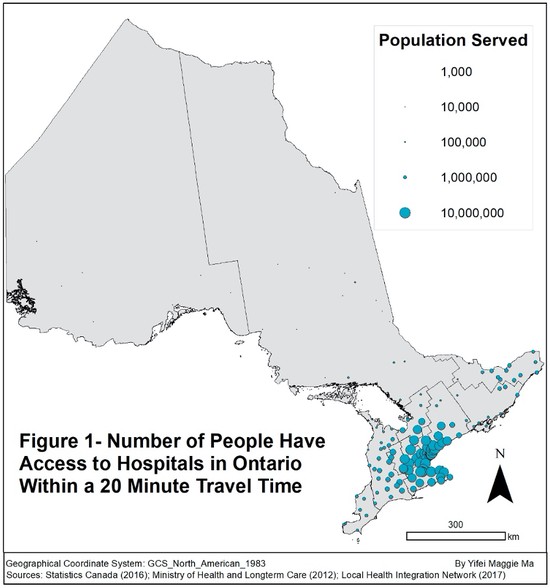 Population Served
1,000
10,000
100,000
1,000,000
10,000,000
Figure 1- Number of People Have
Access to Hospitals in Ontario
Within a 20 Minute Travel Time
N
300
km
Geographical Coordinate System: GCS_North_American_1983 By Yifei Maggie Ma
Sources: Statistics Canada (2016); Ministry of Health and Longterm Care (2012); Local Health Integration Network (2017)